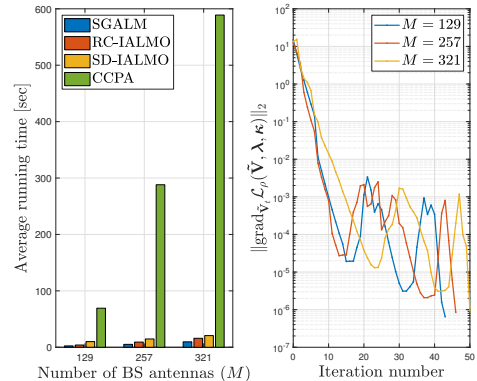 SGALM
RC-IALMO
SD-IALMO
CCPA
600
500
400
300
200
100
0
129
257
321
Average running time [sec]
Number of BS antennas (M)
M = 129
M = 257
M = 321
10^2
10^1
10^0
10^-1
10^-2
10^-3
10^-4
10^-5
10^-6
10^-7
0 10 20 30 40 50
‖grad_Ṽ 𝓛_ρ(Ṽ, λ, κ)‖_2
Iteration number